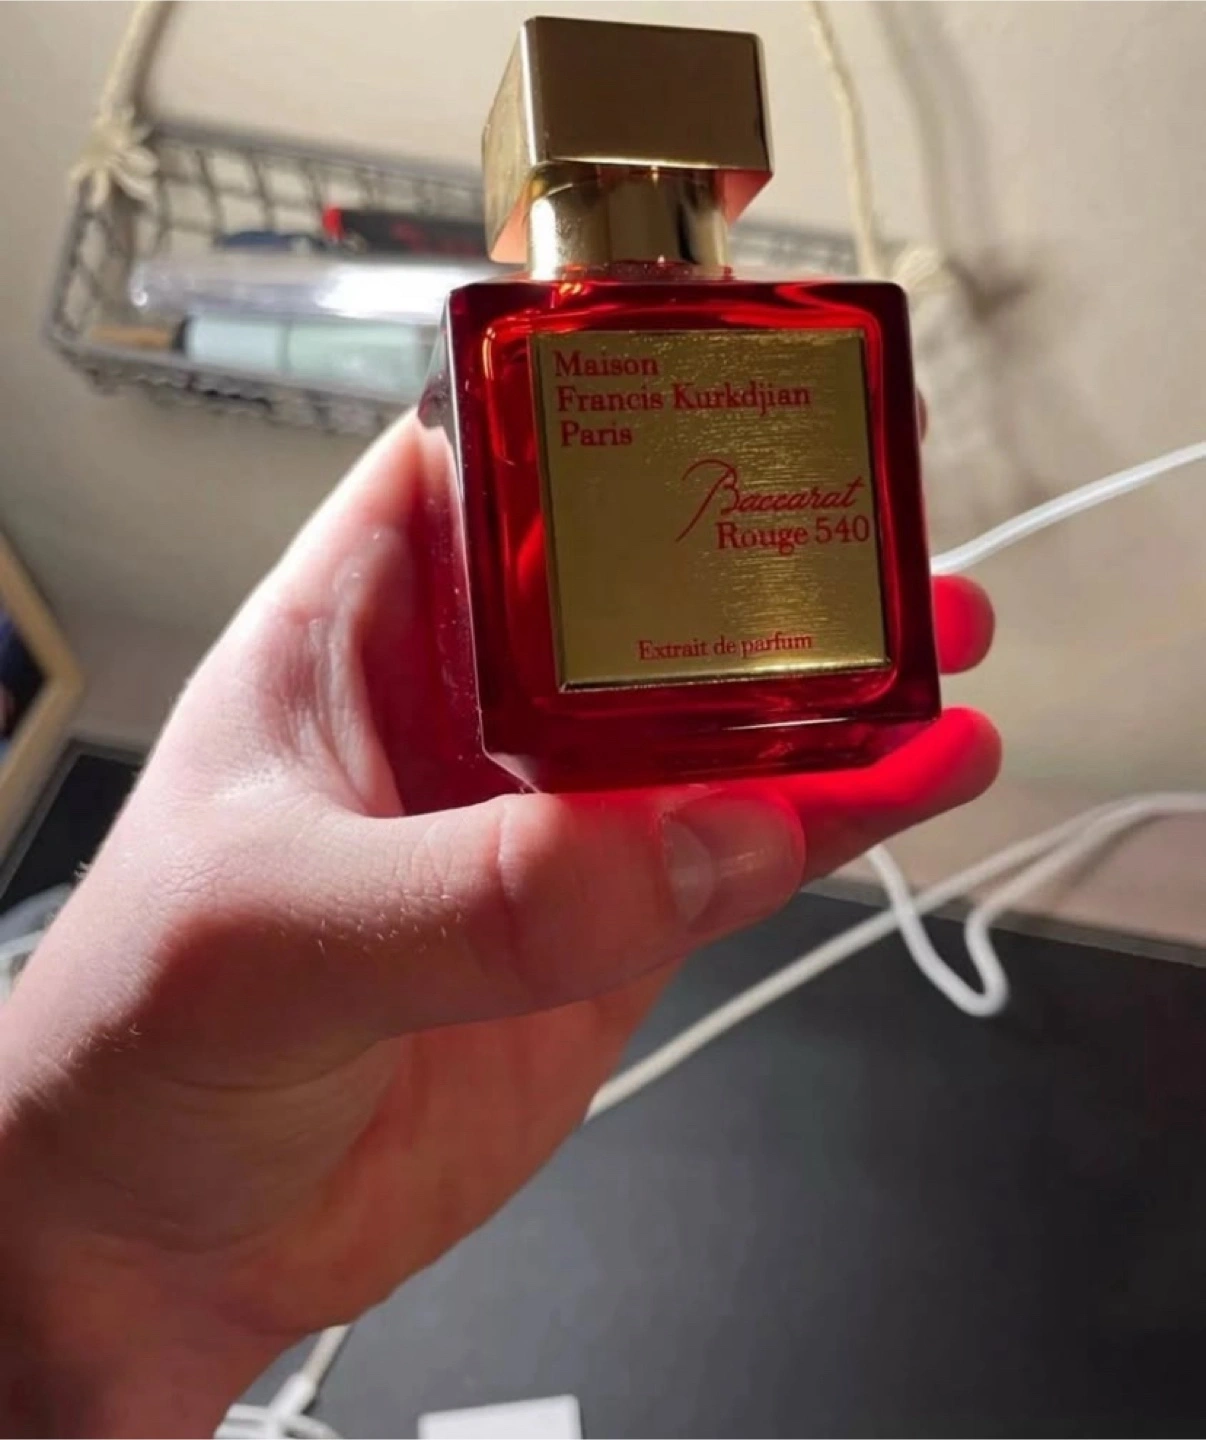 Maison
Francis Kurkdjian
Paris
Baccarat
Rouge 540
Extrait de parfum